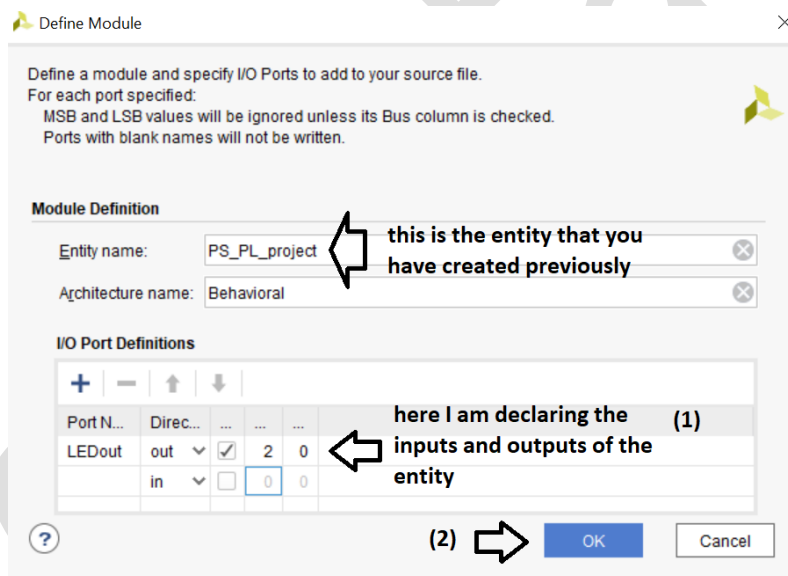 Define Module
Define a module and specify I/O Ports to add to your source file.
For each port specified:
MSB and LSB values will be ignored unless its Bus column is checked.
Ports with blank names will not be written.
Module Definition
Entity name: PS_PL_project
this is the entity that you
have created previously
Architecture name: Behavioral
I/O Port Definitions
Port N... Direc... ... ... ...
LEDout out 2 0
in 0 0
here I am declaring the (1)
inputs and outputs of the
entity
?
(2)
OK
Cancel